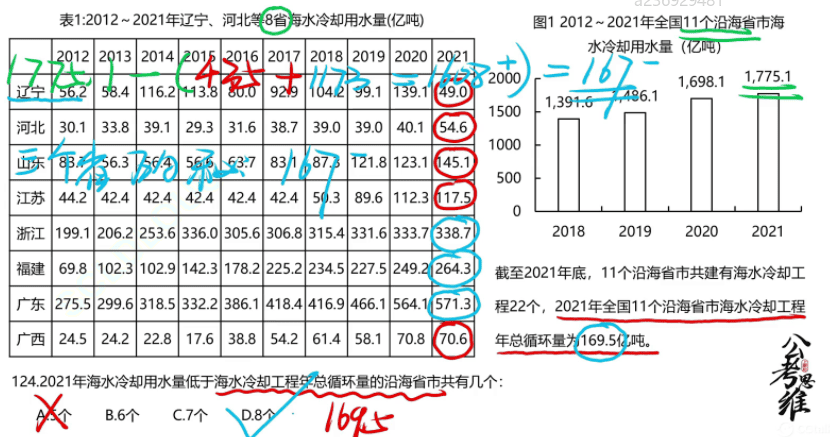 a236929481
表1:2012～2021年辽宁、河北等8省海水冷却用水量(亿吨)
2012 2013 2014 2015 2016 2017 2018 2019 2020 2021
辽宁 56.2 58.4 116.2 113.8 80.0 92.9 104.2 99.1 139.1 49.0
河北 30.1 33.8 39.1 29.3 31.6 38.7 39.0 39.0 40.1 54.6
山东 83.7 56.3 56.4 56.6 63.7 83.1 87.3 121.8 123.1 145.1
江苏 44.2 42.4 42.4 42.4 42.4 42.4 50.3 89.6 112.3 117.5
浙江 199.1 206.2 253.6 336.0 305.6 306.8 315.4 331.6 333.7 338.7
福建 69.8 102.3 102.9 142.3 178.2 225.2 234.5 227.5 249.2 264.3
广东 275.5 299.6 318.5 332.2 386.1 418.4 416.9 466.1 564.1 571.3
广西 24.5 24.2 22.8 17.6 38.8 54.2 61.4 58.1 70.8 70.6
1775.1 - ( 435 + 1173 = 1608+ ) = 167-
三个省的和 167-
图1 2012～2021年全国11个沿海省市海
水冷却用水量（亿吨）
2000
1500
1000
500
0
1,391.6 1,486.1 1,698.1 1,775.1
2018 2019 2020 2021
截至2021年底，11个沿海省市共建有海水冷却工
程22个，2021年全国11个沿海省市海水冷却工程
年总循环量为169.5亿吨。
124.2021年海水冷却用水量低于海水冷却工程年总循环量的沿海省市共有几个：
A.5个 B.6个 C.7个 D.8个
169.5
公考思维